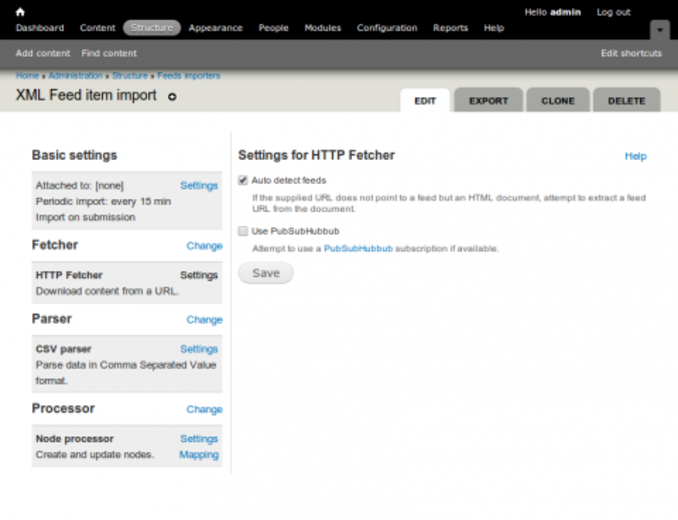 Hello admin Log out
Dashboard Content Structure Appearance People Modules Configuration Reports Help
Add content Find content Edit shortcuts
Home » Administration » Structure » Feeds importers
XML Feed item import
EDIT EXPORT CLONE DELETE
Basic settings
Attached to: [none] Settings
Periodic import: every 15 min
Import on submission
Fetcher Change
HTTP Fetcher Settings
Download content from a URL.
Parser Change
CSV parser Settings
Parse data in Comma Separated Value
format.
Processor Change
Node processor Settings
Create and update nodes. Mapping
Settings for HTTP Fetcher Help
Auto detect feeds
If the supplied URL does not point to a feed but an HTML document, attempt to extract a feed
URL from the document.
Use PubSubHubbub
Attempt to use a PubSubHubbub subscription if available.
Save